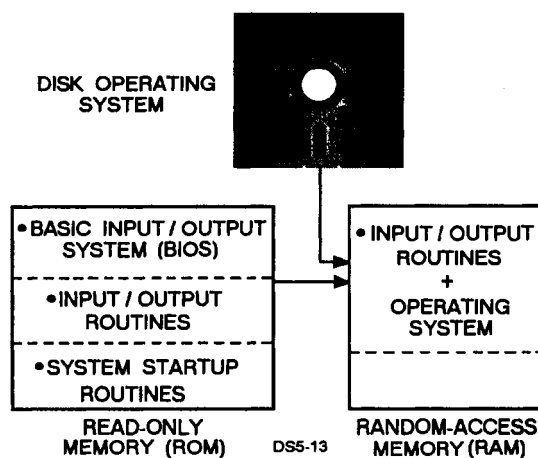 DISK OPERATING
SYSTEM
•BASIC INPUT / OUTPUT
SYSTEM (BIOS)
•INPUT / OUTPUT
ROUTINES
•SYSTEM STARTUP
ROUTINES
READ-ONLY
MEMORY (ROM)
DS5-13
•INPUT / OUTPUT
ROUTINES
+
OPERATING
SYSTEM
RANDOM-ACCESS
MEMORY (RAM)